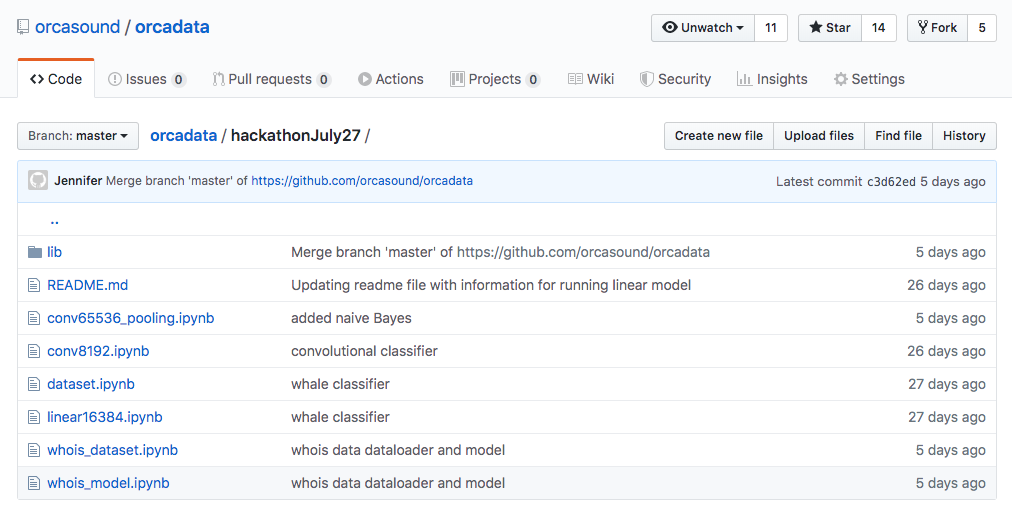 orcasound / orcadata Unwatch 11 Star 14 Fork 5
Code Issues 0 Pull requests 0 Actions Projects 0 Wiki Security Insights Settings
Branch: master orcadata / hackathonJuly27 / Create new file Upload files Find file History
Jennifer Merge branch 'master' of https://github.com/orcasound/orcadata Latest commit c3d62ed 5 days ago
..
lib Merge branch 'master' of https://github.com/orcasound/orcadata 5 days ago
README.md Updating readme file with information for running linear model 26 days ago
conv65536_pooling.ipynb added naive Bayes 5 days ago
conv8192.ipynb convolutional classifier 26 days ago
dataset.ipynb whale classifier 27 days ago
linear16384.ipynb whale classifier 27 days ago
whois_dataset.ipynb whois data dataloader and model 5 days ago
whois_model.ipynb whois data dataloader and model 5 days ago